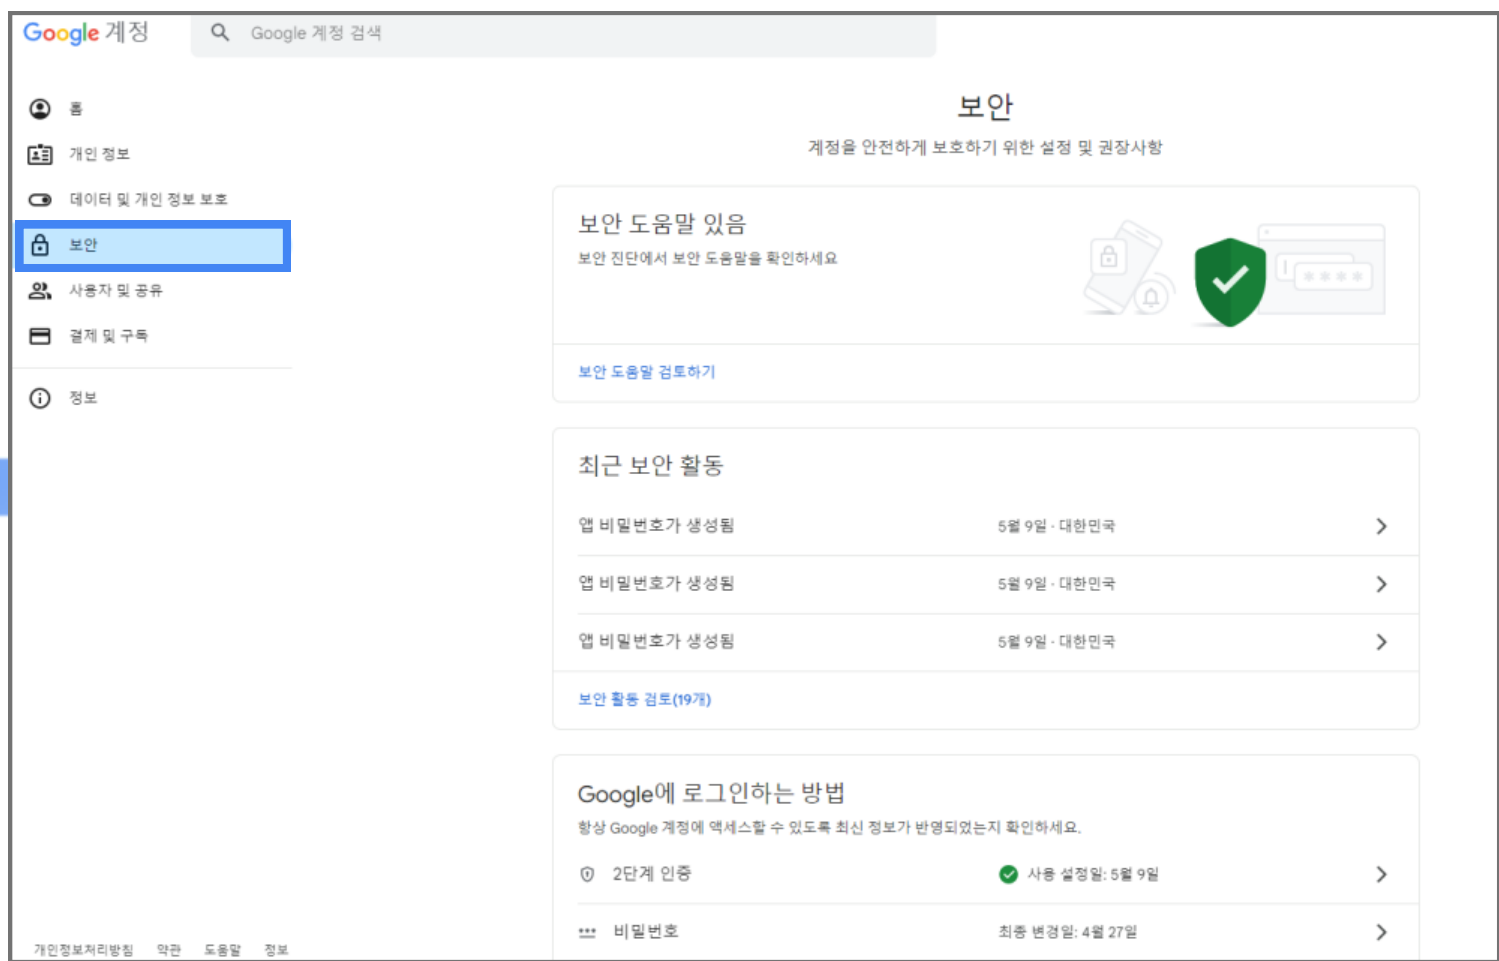 Google 계정
Google 계정 검색
홈
개인 정보
데이터 및 개인 정보 보호
보안
사용자 및 공유
결제 및 구독
정보
보안
계정을 안전하게 보호하기 위한 설정 및 권장사항
보안 도움말 있음
보안 진단에서 보안 도움말을 확인하세요
****
보안 도움말 검토하기
최근 보안 활동
앱 비밀번호가 생성됨 5월 9일 · 대한민국
앱 비밀번호가 생성됨 5월 9일 · 대한민국
앱 비밀번호가 생성됨 5월 9일 · 대한민국
보안 활동 검토(19개)
Google에 로그인하는 방법
항상 Google 계정에 액세스할 수 있도록 최신 정보가 반영되었는지 확인하세요.
2단계 인증 사용 설정일: 5월 9일
비밀번호 최종 변경일: 4월 27일
개인정보처리방침 약관 도움말 정보